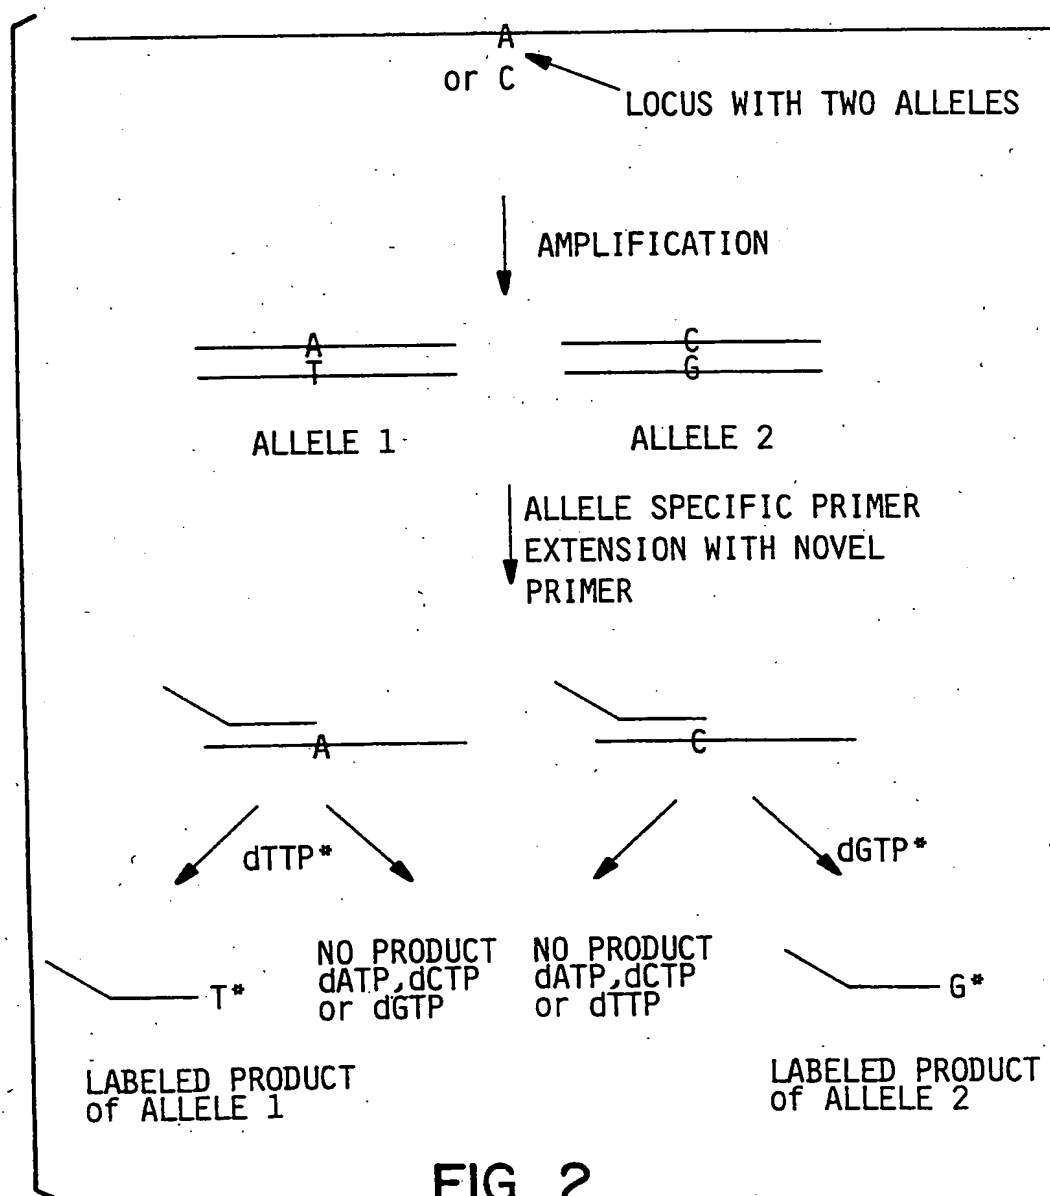 A
or C
LOCUS WITH TWO ALLELES
AMPLIFICATION
A
T
C
G
ALLELE 1
ALLELE 2
ALLELE SPECIFIC PRIMER
EXTENSION WITH NOVEL
PRIMER
A
C
dTTP*
dGTP*
NO PRODUCT
dATP,dCTP
or dGTP
NO PRODUCT
dATP,dCTP
or dTTP
T*
G*
LABELED PRODUCT
of ALLELE 1
LABELED PRODUCT
of ALLELE 2
FIG. 2